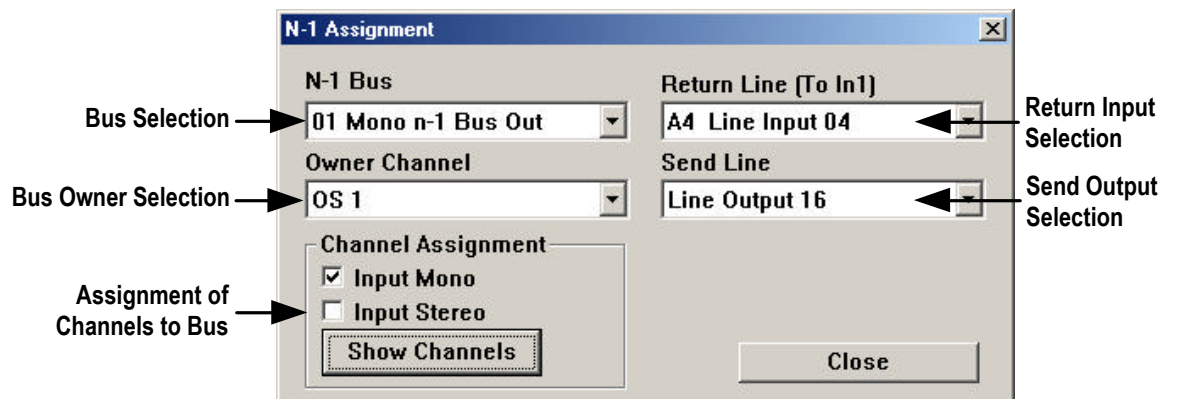 N-1 Assignment
N-1 Bus
Return Line (To In1)
Bus Selection
01 Mono n-1 Bus Out
A4 Line Input 04
Return Input
Selection
Owner Channel
Send Line
Bus Owner Selection
OS 1
Line Output 16
Send Output
Selection
Channel Assignment
Input Mono
Assignment of
Channels to Bus
Input Stereo
Show Channels
Close